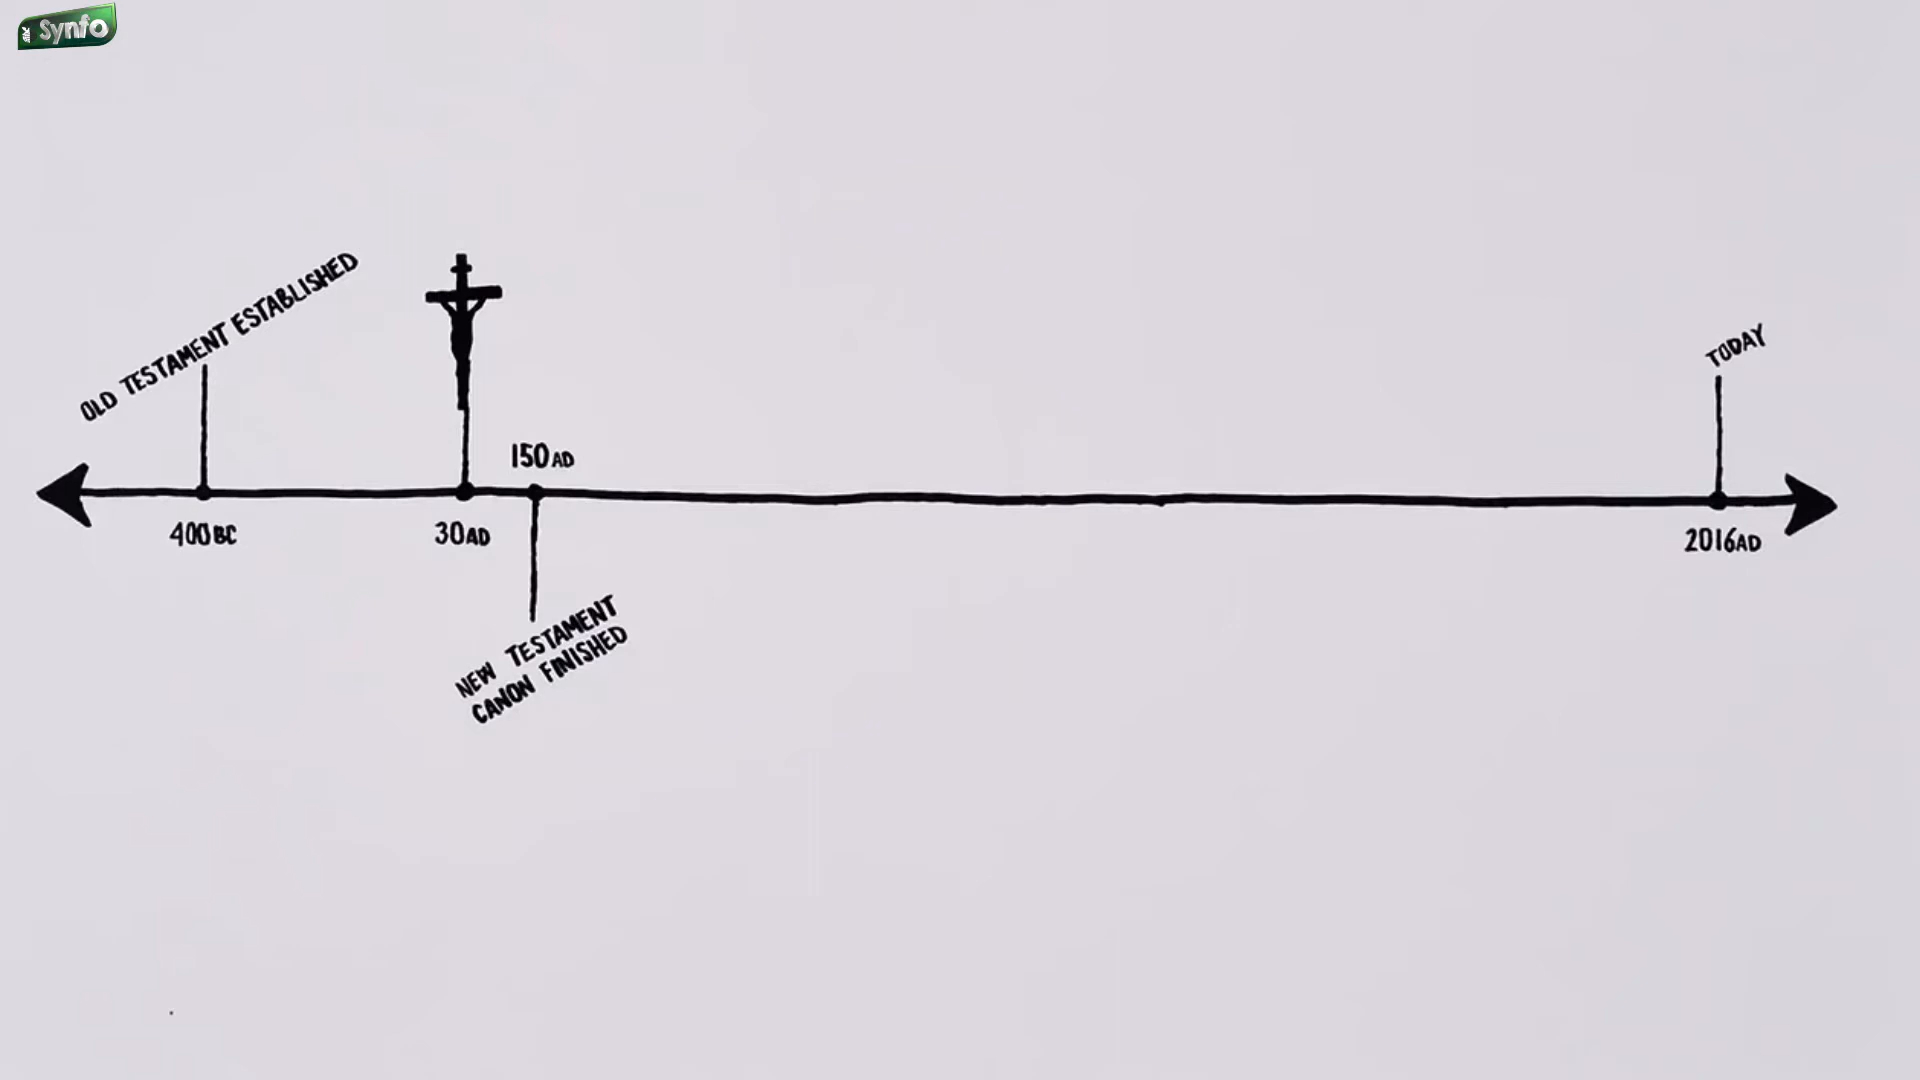 Synfo
OLD TESTAMENT ESTABLISHED
TODAY
150AD
400BC
30AD
2016AD
NEW TESTAMENT
CANON FINISHED